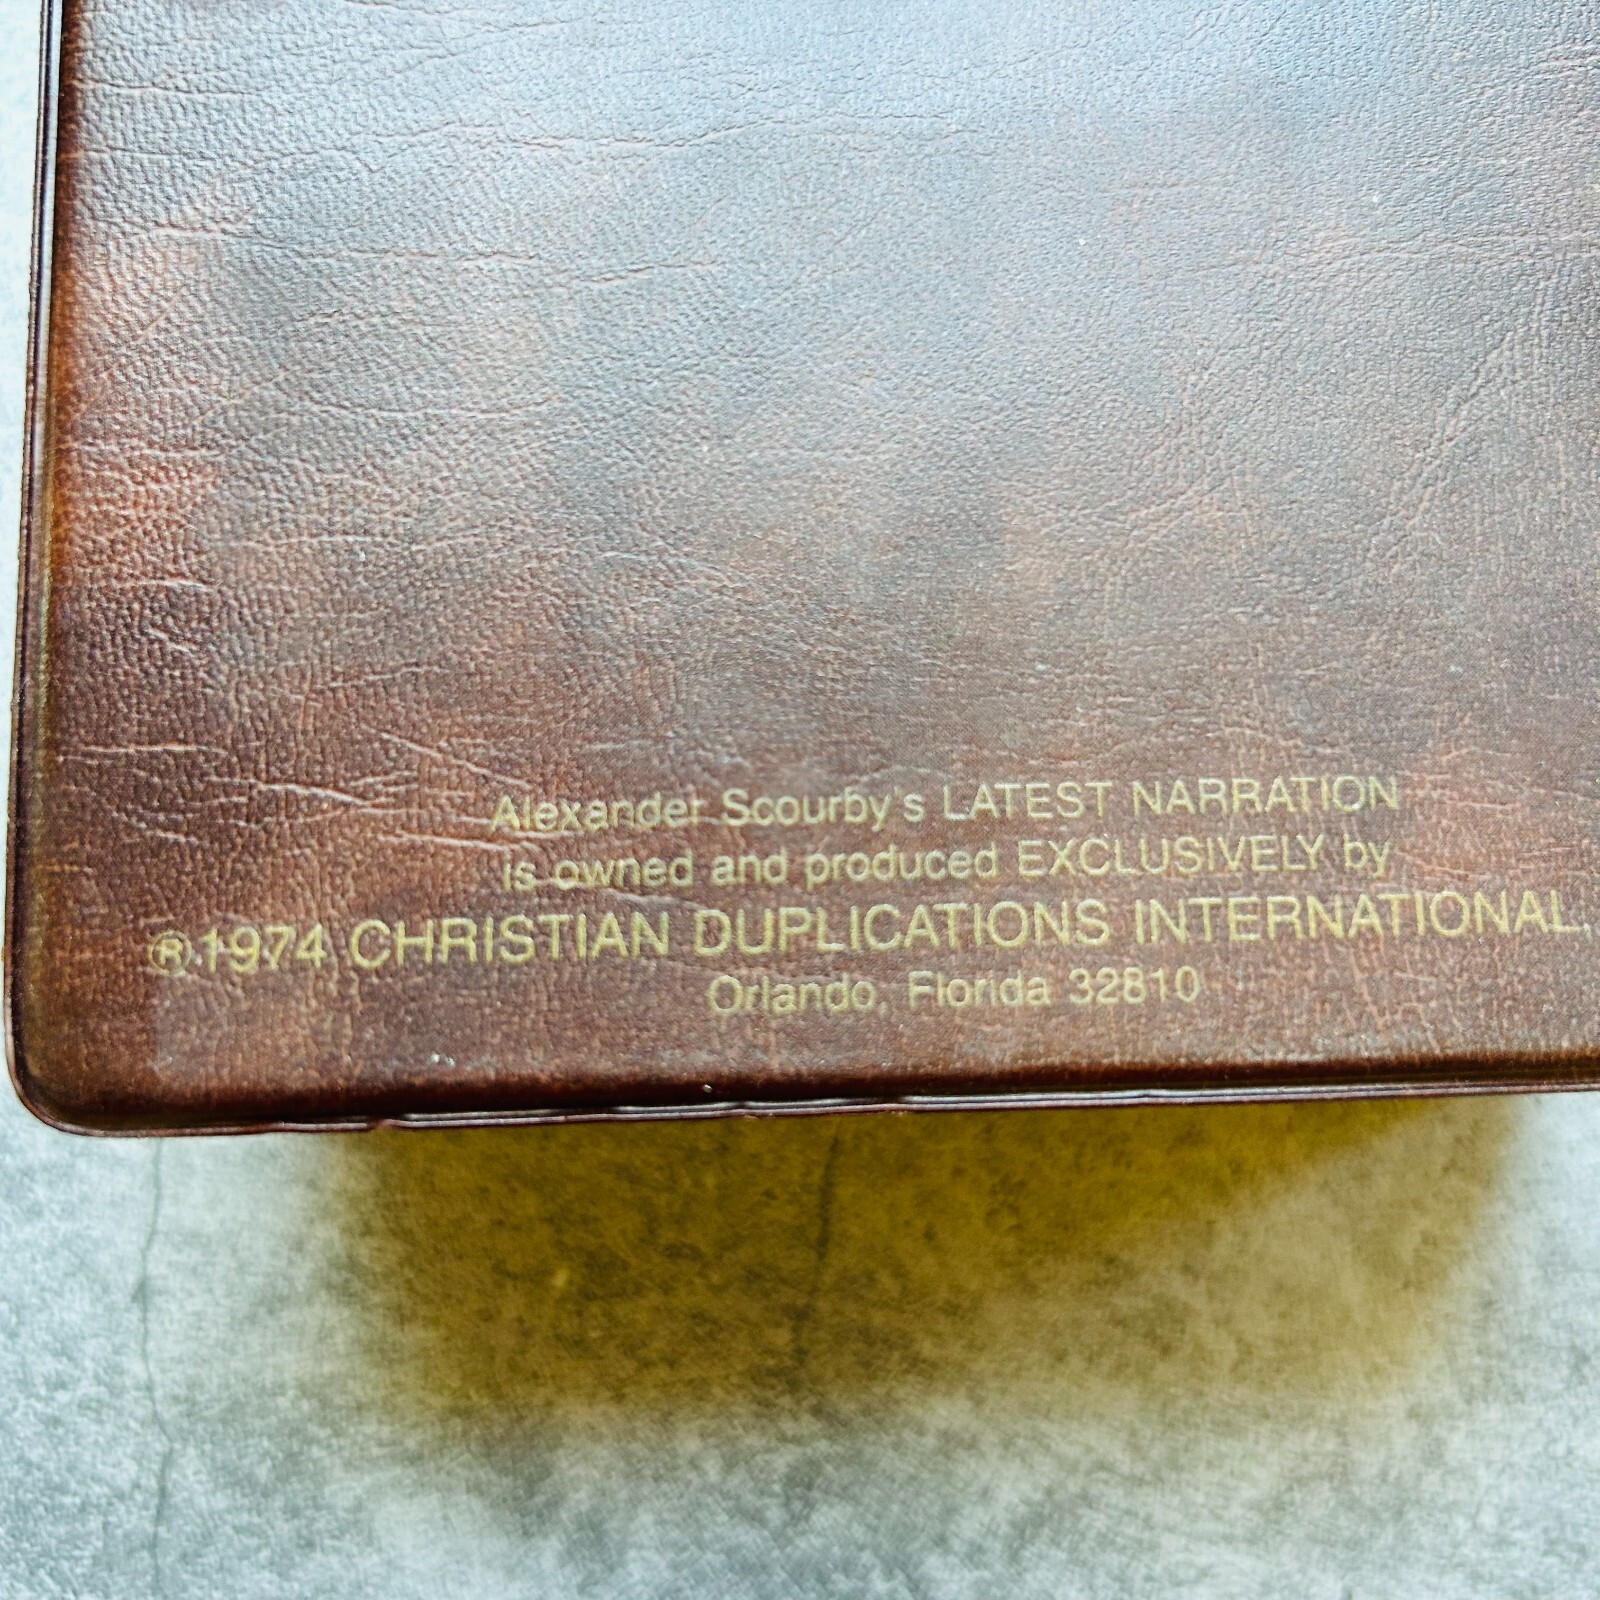 Alexander Scourby's LATEST NARRATION
is owned and produced EXCLUSIVELY by
®1974 CHRISTIAN DUPLICATIONS INTERNATIONAL,
Orlando, Florida 32810